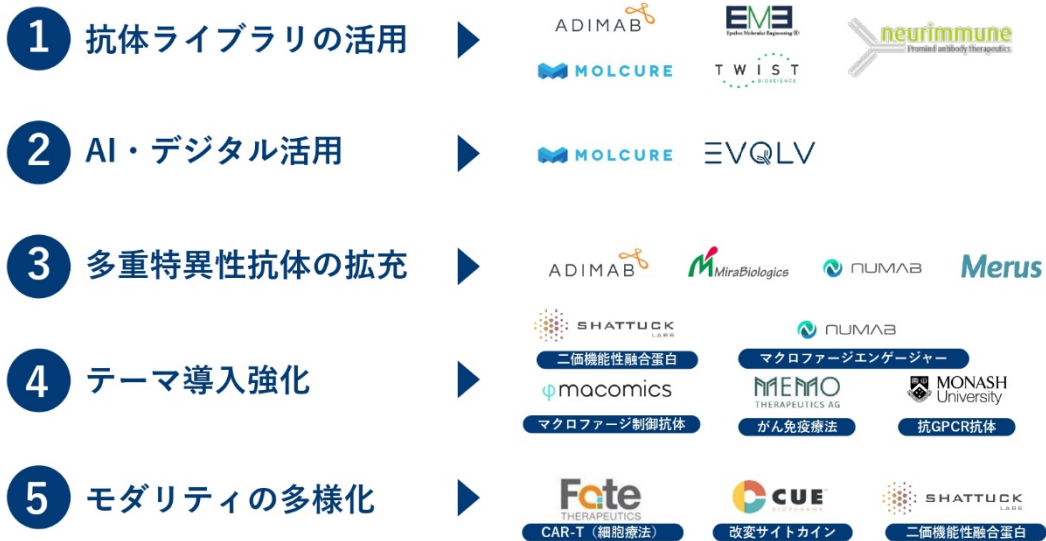 1 抗体ライブラリの活用
ADIMAB
EME
Epsilon Molecular Engineering
neurimmune
Promind antibody therapeutics
MOLCURE
TWIST
BIOSCIENCE
2 AI・デジタル活用
MOLCURE
EVQLV
3 多重特異性抗体の拡充
ADIMAB
MiraBiologics
NUMAB
Merus
4 テーマ導入強化
SHATTUCK
LABS
二価機能性融合蛋白
NUMAB
マクロファージエンゲージャー
φmacomics
マクロファージ制御抗体
MEMO
THERAPEUTICS AG
がん免疫療法
MONASH
University
抗GPCR抗体
5 モダリティの多様化
Fate
THERAPEUTICS
CAR-T（細胞療法）
CUE
BIOPHARMA
改変サイトカイン
SHATTUCK
LABS
二価機能性融合蛋白